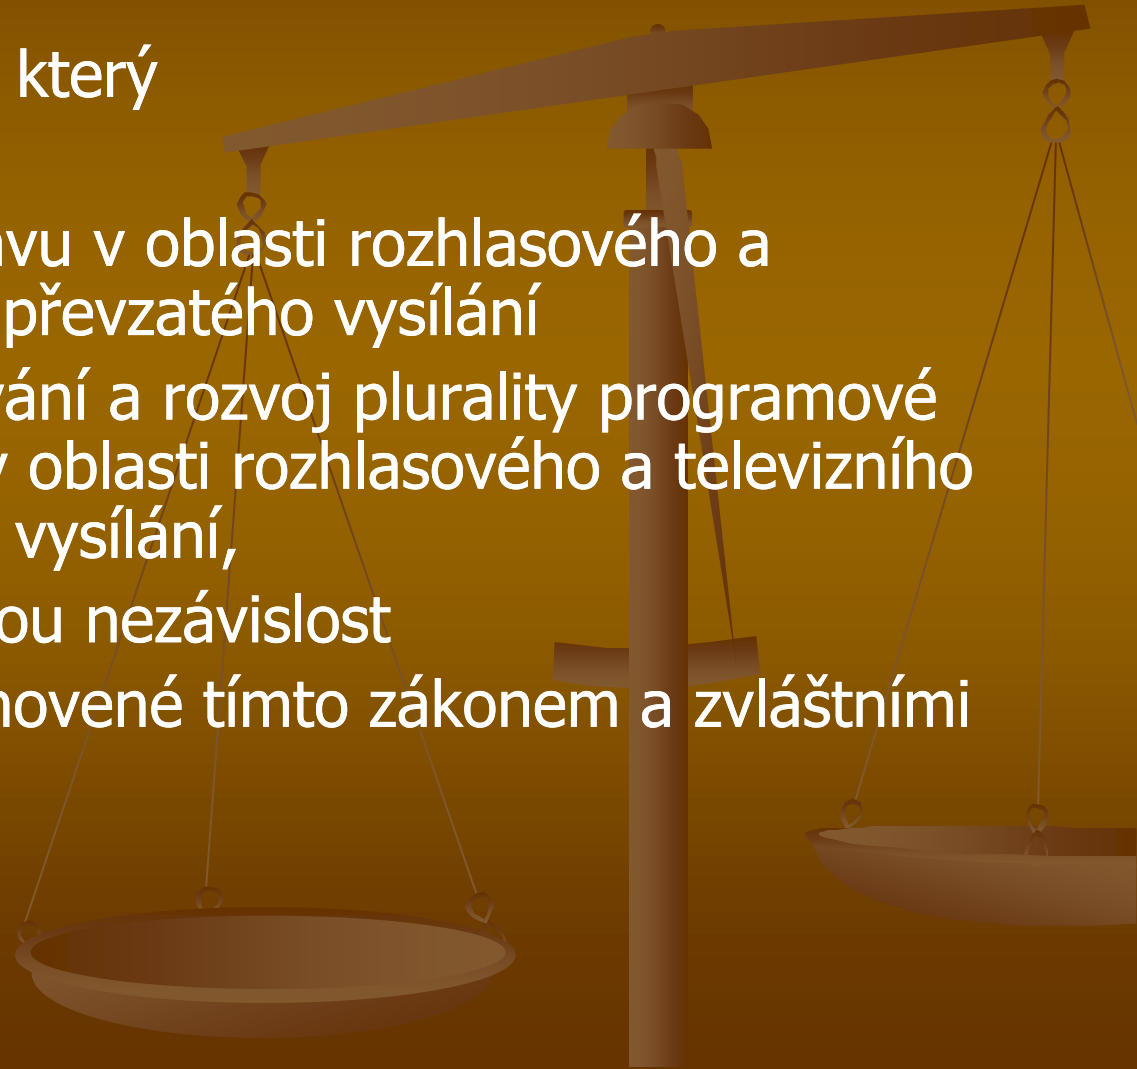 který
vu v oblasti rozhlasového a
převzatého vysílání
vání a rozvoj plurality programové
v oblasti rozhlasového a televizního
vysílání,
ou nezávislost
novené tímto zákonem a zvláštními